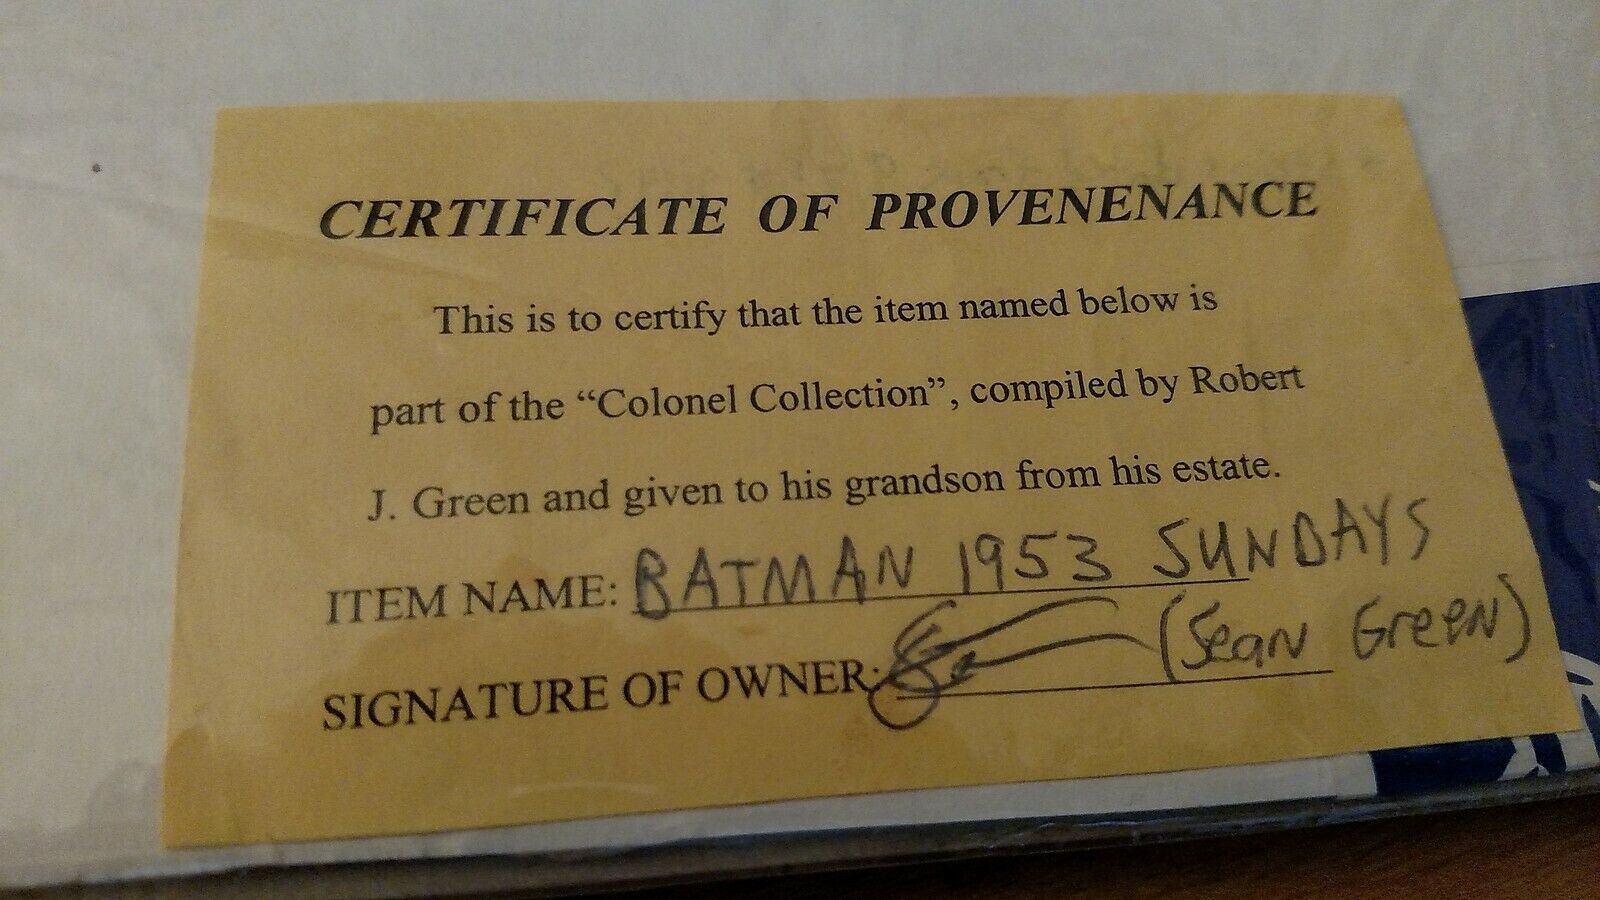 CERTIFICATE OF PROVENENANCE
This is to certify that the item named below is
part of the “Colonel Collection”, compiled by Robert
J. Green and given to his grandson from his estate.
ITEM NAME: BATMAN 1953 SUNDAYS
SIGNATURE OF OWNER: (Sean Green)